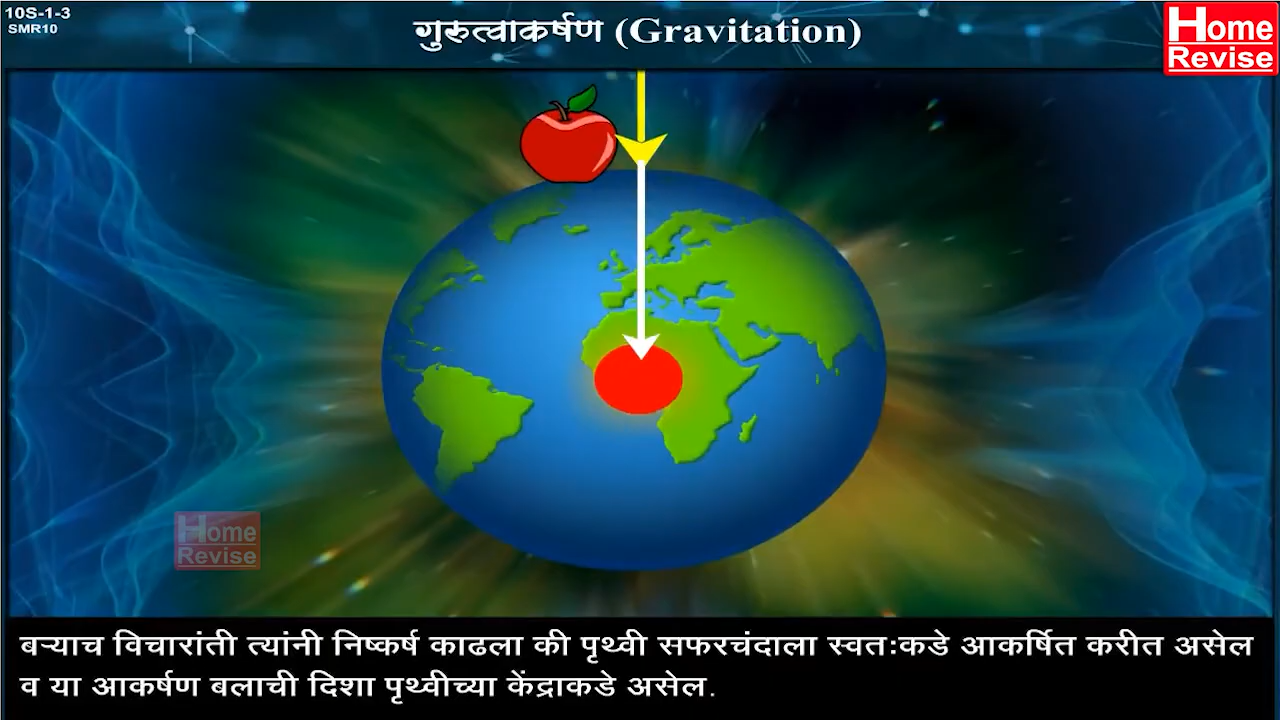 10S-1-3
SMR10
गुरुत्वाकर्षण (Gravitation)
Home
Revise
Home
Revise
बऱ्याच विचारांती त्यांनी निष्कर्ष काढला की पृथ्वी सफरचंदाला स्वतःकडे आकर्षित करीत असेल
व या आकर्षण बलाची दिशा पृथ्वीच्या केंद्राकडे असेल.